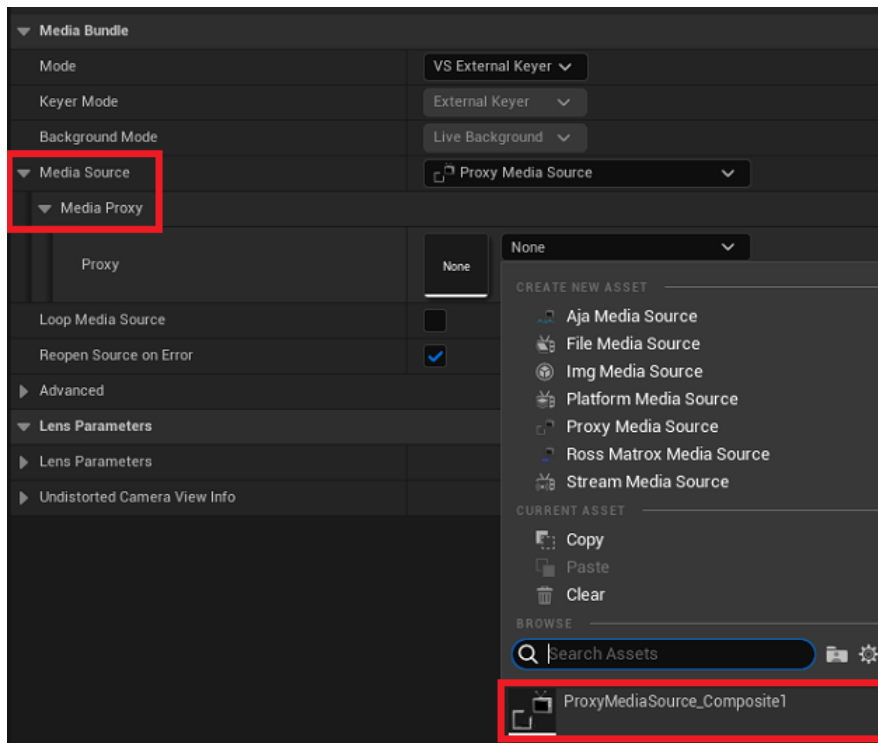 Media Bundle
Mode VS External Keyer
Keyer Mode External Keyer
Background Mode Live Background
Media Source Proxy Media Source
Media Proxy
Proxy None None
CREATE NEW ASSET
Aja Media Source
File Media Source
Img Media Source
Platform Media Source
Proxy Media Source
Ross Matrox Media Source
Stream Media Source
CURRENT ASSET
Copy
Paste
Clear
BROWSE
Search Assets
ProxyMediaSource_Composite1
Loop Media Source
Reopen Source on Error
Advanced
Lens Parameters
Lens Parameters
Undistorted Camera View Info